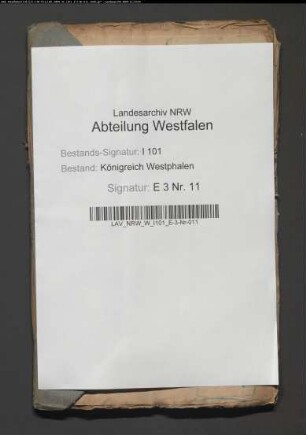 Landesarchiv NRW
Abteilung Westfalen
Bestands-Signatur: I 101
Bestand: Königreich Westphalen
Signatur: E 3 Nr. 11
LAV_NRW_W_I101_E-3-Nr-011